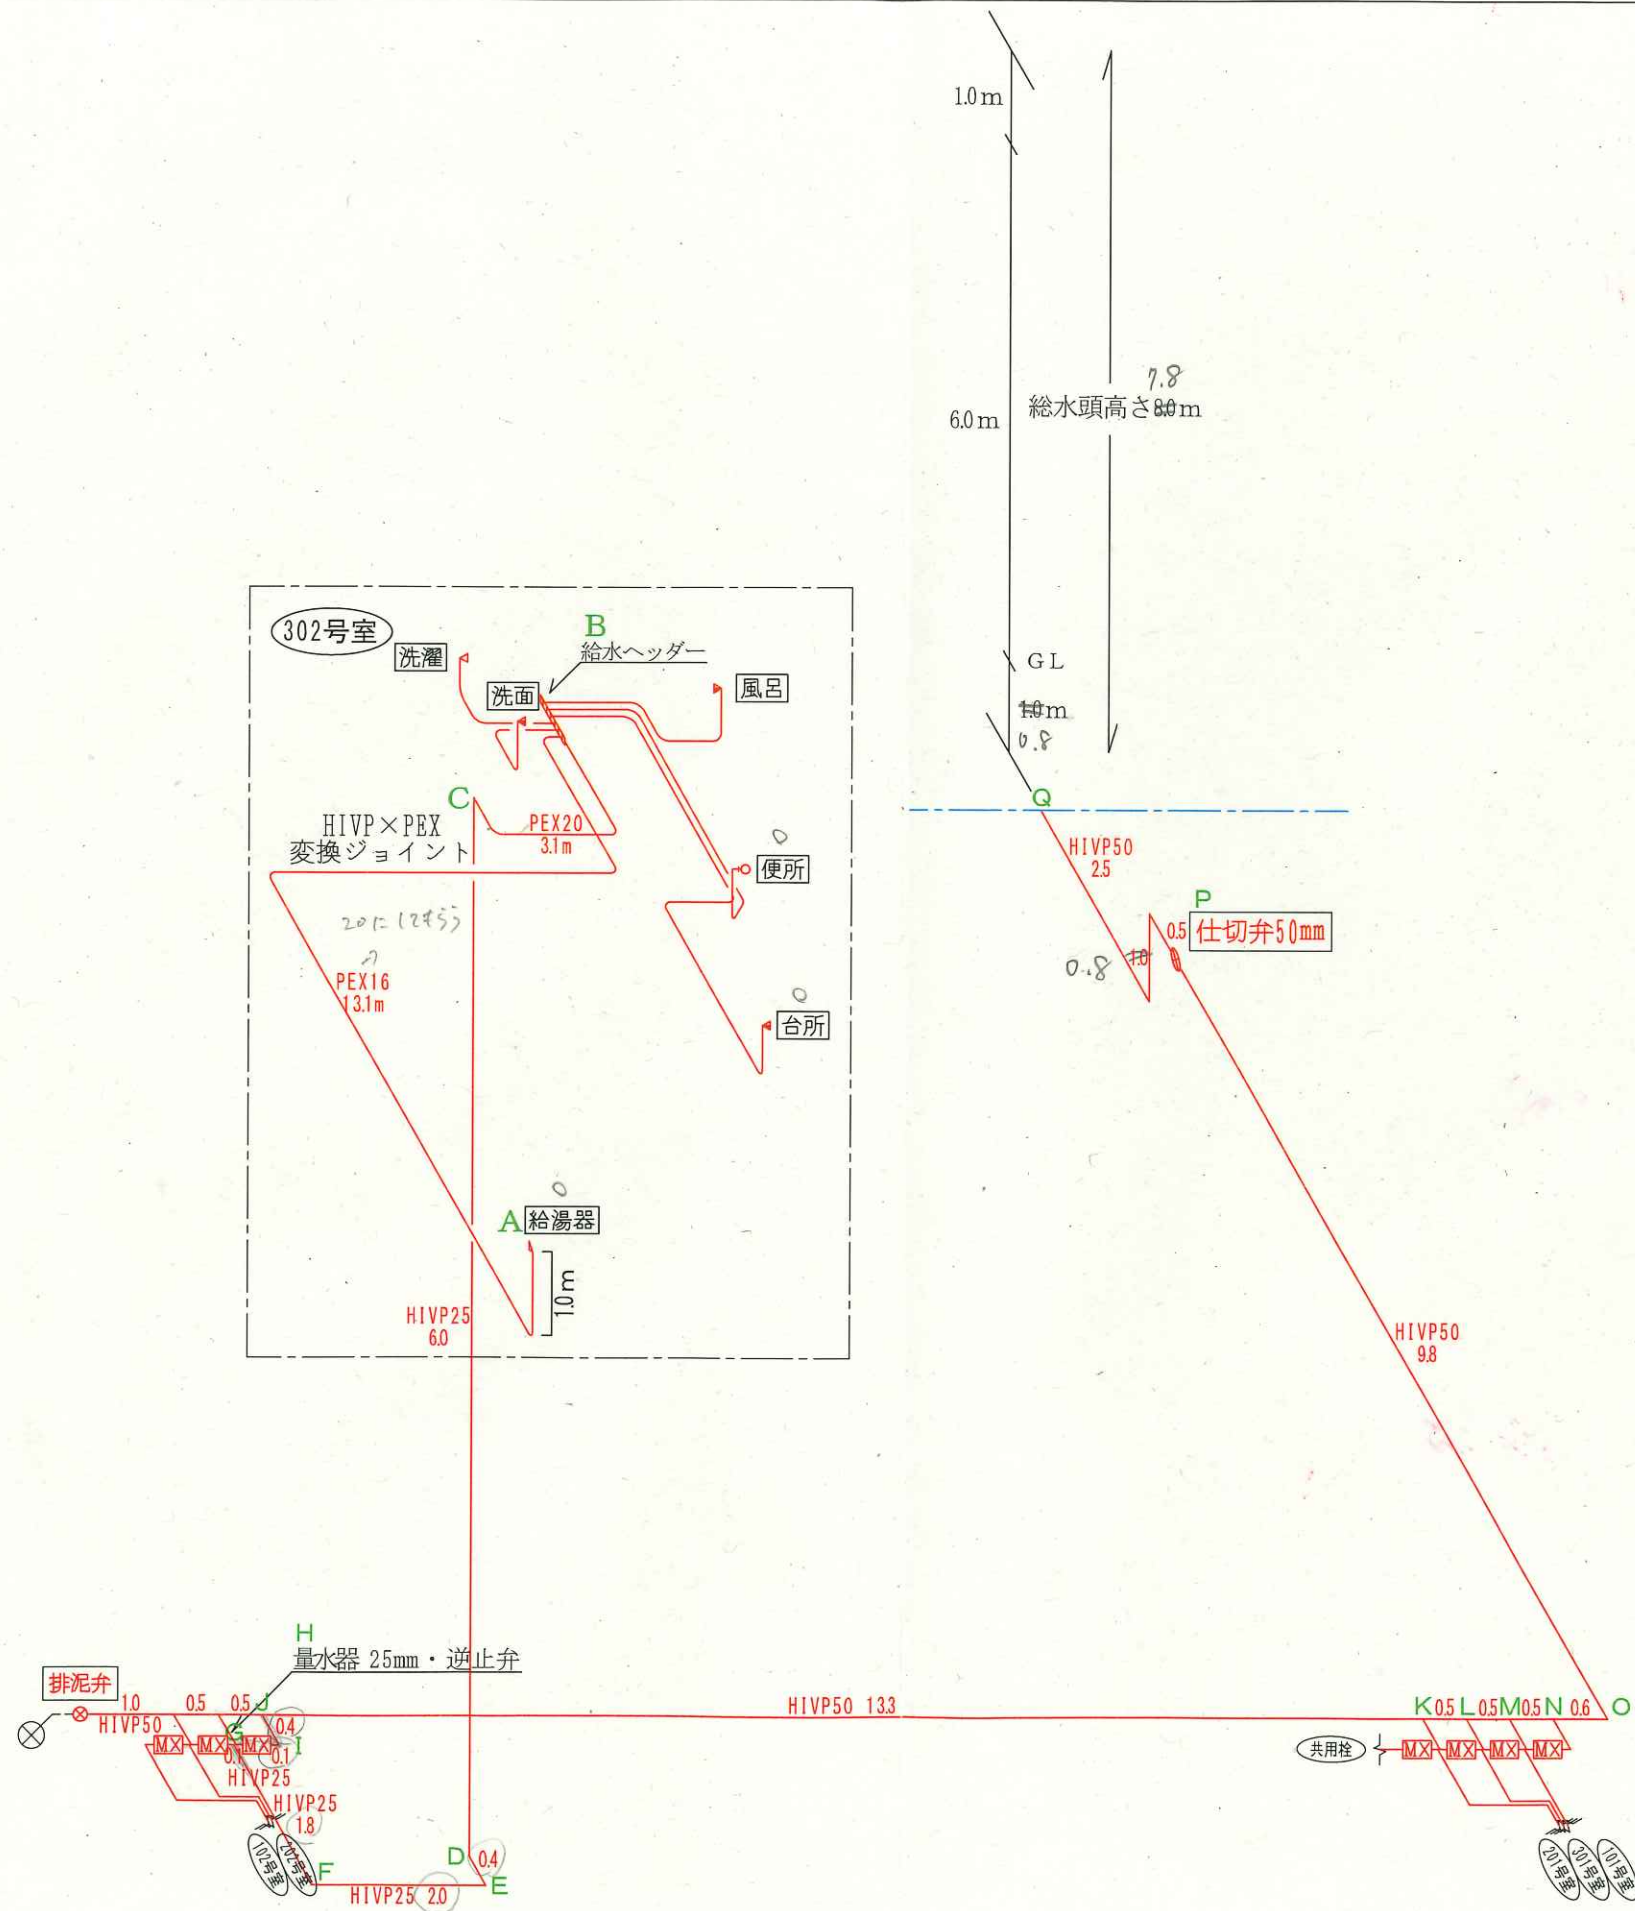 1.0m
6.0m
7.8
総水頭高さ8.0m
GL
1.0m
0.8
Q
HIVP50
2.5
P
0.5
仕切弁50mm
0.8
1.0
HIVP50
9.8
302号室
B
給水ヘッダー
洗濯
洗面
風呂
C
HIVP×PEX
変換ジョイント
PEX20
3.1m
便所
PEX16
13.1m
台所
A
給湯器
1.0m
HIVP25
6.0
H
量水器 25mm・逆止弁
排泥弁
1.0
0.5
0.5
J
HIVP50
G
0.4
I
M
M
M
0.1
0.1
HIVP25
HIVP25
1.8
102号室
202号室
F
D
0.4
E
HIVP25 2.0
HIVP50 13.3
K
0.5
L
0.5
M
0.5
N
0.6
O
共用栓
M
M
M
M
201号室
301号室
101号室